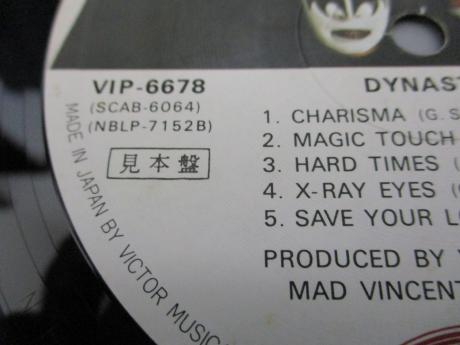 VIP-6678
(SCAB-6064)
(NBLP-7152B)
見本盤
DYNAST
1. CHARISMA (G. S
2. MAGIC TOUCH
3. HARD TIMES (
4. X-RAY EYES (
5. SAVE YOUR L
PRODUCED BY
MAD VINCENT
MADE IN JAPAN BY VICTOR MUSIC